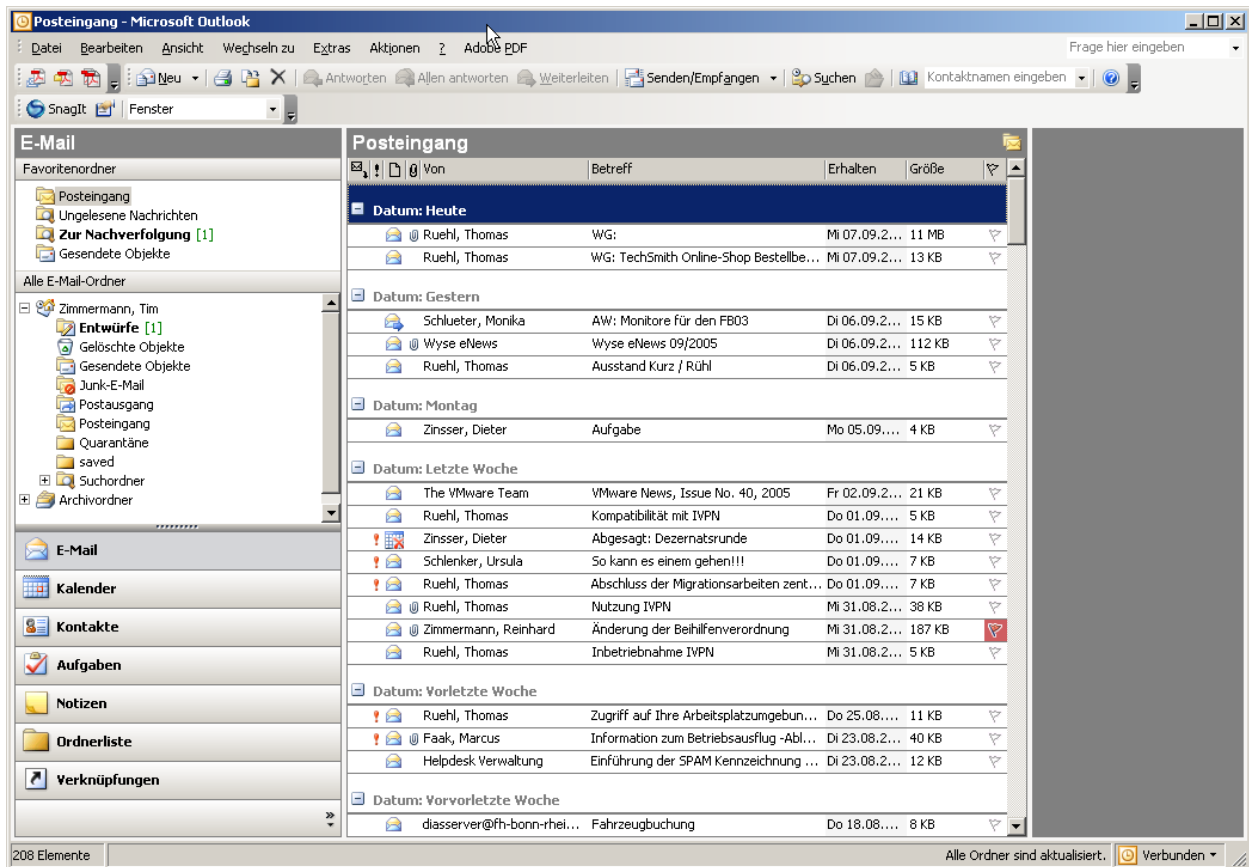 Posteingang - Microsoft Outlook
Datei Bearbeiten Ansicht Wechseln zu Extras Aktionen ? Adobe PDF Frage hier eingeben
Neu Antworten Allen antworten Weiterleiten Senden/Empfangen Suchen Kontaktnamen eingeben
SnagIt Fenster
E-Mail
Favoritenordner
Posteingang
Ungelesene Nachrichten
Zur Nachverfolgung [1]
Gesendete Objekte
Alle E-Mail-Ordner
Zimmermann, Tim
Entwürfe [1]
Gelöschte Objekte
Gesendete Objekte
Junk-E-Mail
Postausgang
Posteingang
Quarantäne
saved
Suchordner
Archivordner
E-Mail
Kalender
Kontakte
Aufgaben
Notizen
Ordnerliste
Verknüpfungen
Posteingang
Von Betreff Erhalten Größe
Datum: Heute
Ruehl, Thomas WG: Mi 07.09.2... 11 MB
Ruehl, Thomas WG: TechSmith Online-Shop Bestellbe... Mi 07.09.2... 13 KB
Datum: Gestern
Schlueter, Monika AW: Monitore für den FB03 Di 06.09.2... 15 KB
Wyse eNews Wyse eNews 09/2005 Di 06.09.2... 112 KB
Ruehl, Thomas Ausstand Kurz / Rühl Di 06.09.2... 5 KB
Datum: Montag
Zinsser, Dieter Aufgabe Mo 05.09.... 4 KB
Datum: Letzte Woche
The VMware Team VMware News, Issue No. 40, 2005 Fr 02.09.2... 21 KB
Ruehl, Thomas Kompatibilität mit IVPN Do 01.09.... 5 KB
Zinsser, Dieter Abgesagt: Dezernatsrunde Do 01.09.... 14 KB
Schlenker, Ursula So kann es einem gehen!!! Do 01.09.... 7 KB
Ruehl, Thomas Abschluss der Migrationsarbeiten zent... Do 01.09.... 7 KB
Ruehl, Thomas Nutzung IVPN Mi 31.08.2... 38 KB
Zimmermann, Reinhard Änderung der Beihilfenverordnung Mi 31.08.2... 187 KB
Ruehl, Thomas Inbetriebnahme IVPN Mi 31.08.2... 5 KB
Datum: Vorletzte Woche
Ruehl, Thomas Zugriff auf Ihre Arbeitsplatzumgebun... Do 25.08.... 11 KB
Faak, Marcus Information zum Betriebsausflug -Abl... Di 23.08.2... 40 KB
Helpdesk Verwaltung Einführung der SPAM Kennzeichnung ... Di 23.08.2... 12 KB
Datum: Vorvorletzte Woche
diasserver@fh-bonn-rhei... Fahrzeugbuchung Do 18.08.... 8 KB
208 Elemente Alle Ordner sind aktualisiert. Verbunden